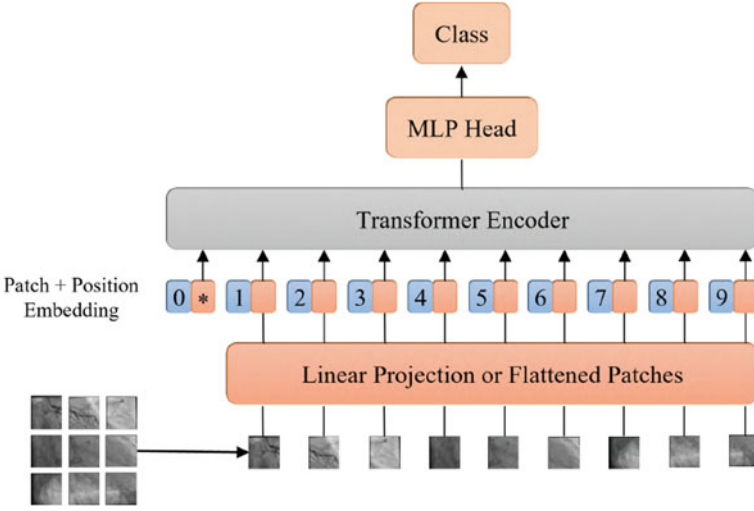 Class
MLP Head
Transformer Encoder
Patch + Position
Embedding
0 * 1 2 3 4 5 6 7 8 9
Linear Projection or Flattened Patches